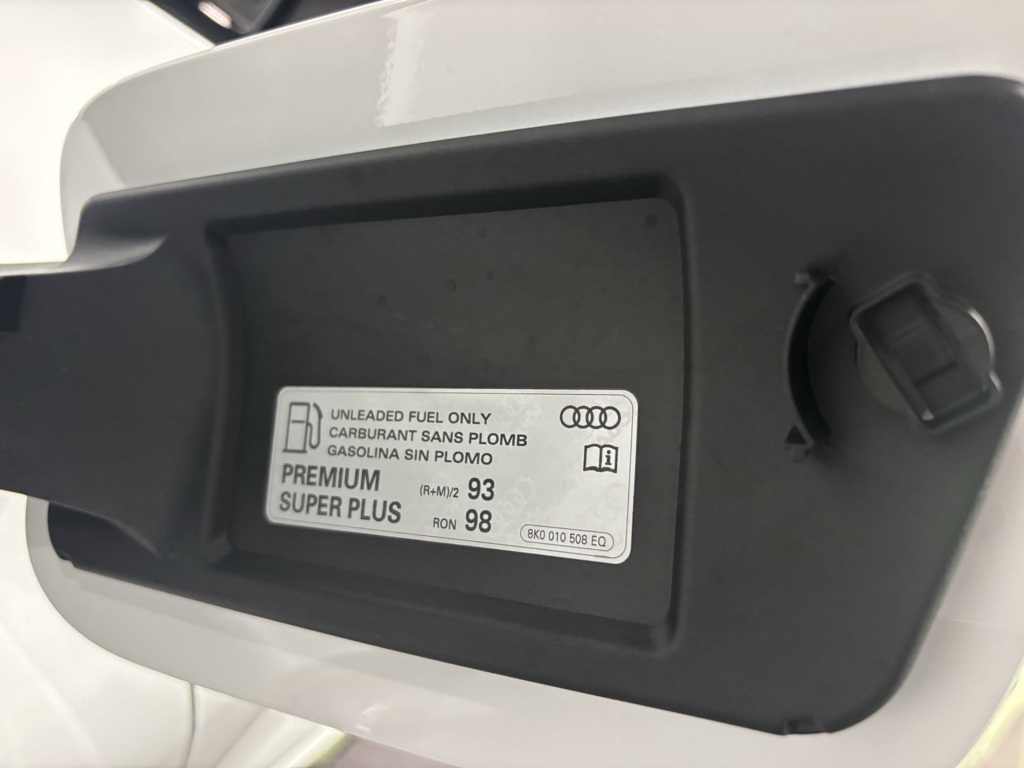 UNLEADED FUEL ONLY
CARBURANT SANS PLOMB
GASOLINA SIN PLOMO
PREMIUM (R+M)/2 93
SUPER PLUS RON 98
8K0 010 508 EQ